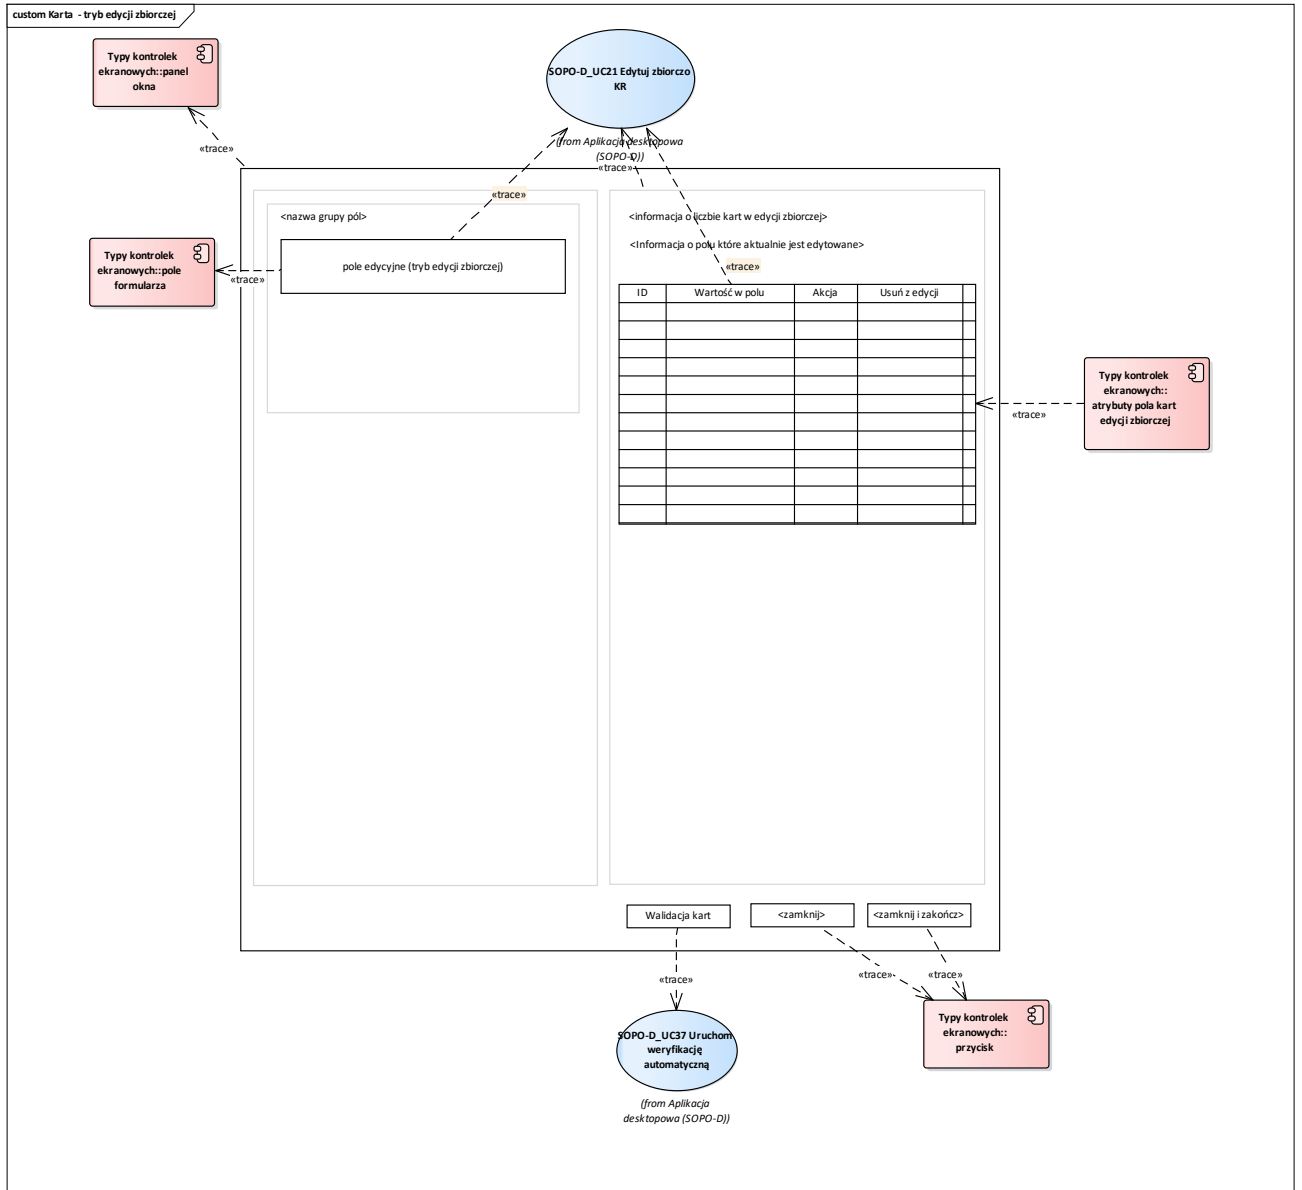 custom Karta  - tryb edycji zbiorczej
Typy kontrolek
ekranowych::panel
okna
SOPO-D_UC21 Edytuj zbiorczo
KR
(from Aplikacja desktopowa
(SOPO-D))
«trace»
«trace»
«trace»
<nazwa grupy pól>
<informacja o liczbie kart w edycji zbiorczej>
Typy kontrolek
ekranowych::pole
formularza
«trace»
pole edycyjne (tryb edycji zbiorczej)
<Informacja o polu które aktualnie jest edytowane>
«trace»
ID
Wartość w polu
Akcja
Usuń z edycji
Typy kontrolek
ekranowych::
atrybuty pola kart
edycji zbiorczej
«trace»
Walidacja kart
<zamknij>
<zamknij i zakończ>
«trace»
«trace»
«trace»
SOPO-D_UC37 Uruchom
weryfikację
automatyczną
(from Aplikacja
desktopowa (SOPO-D))
Typy kontrolek
ekranowych::
przycisk